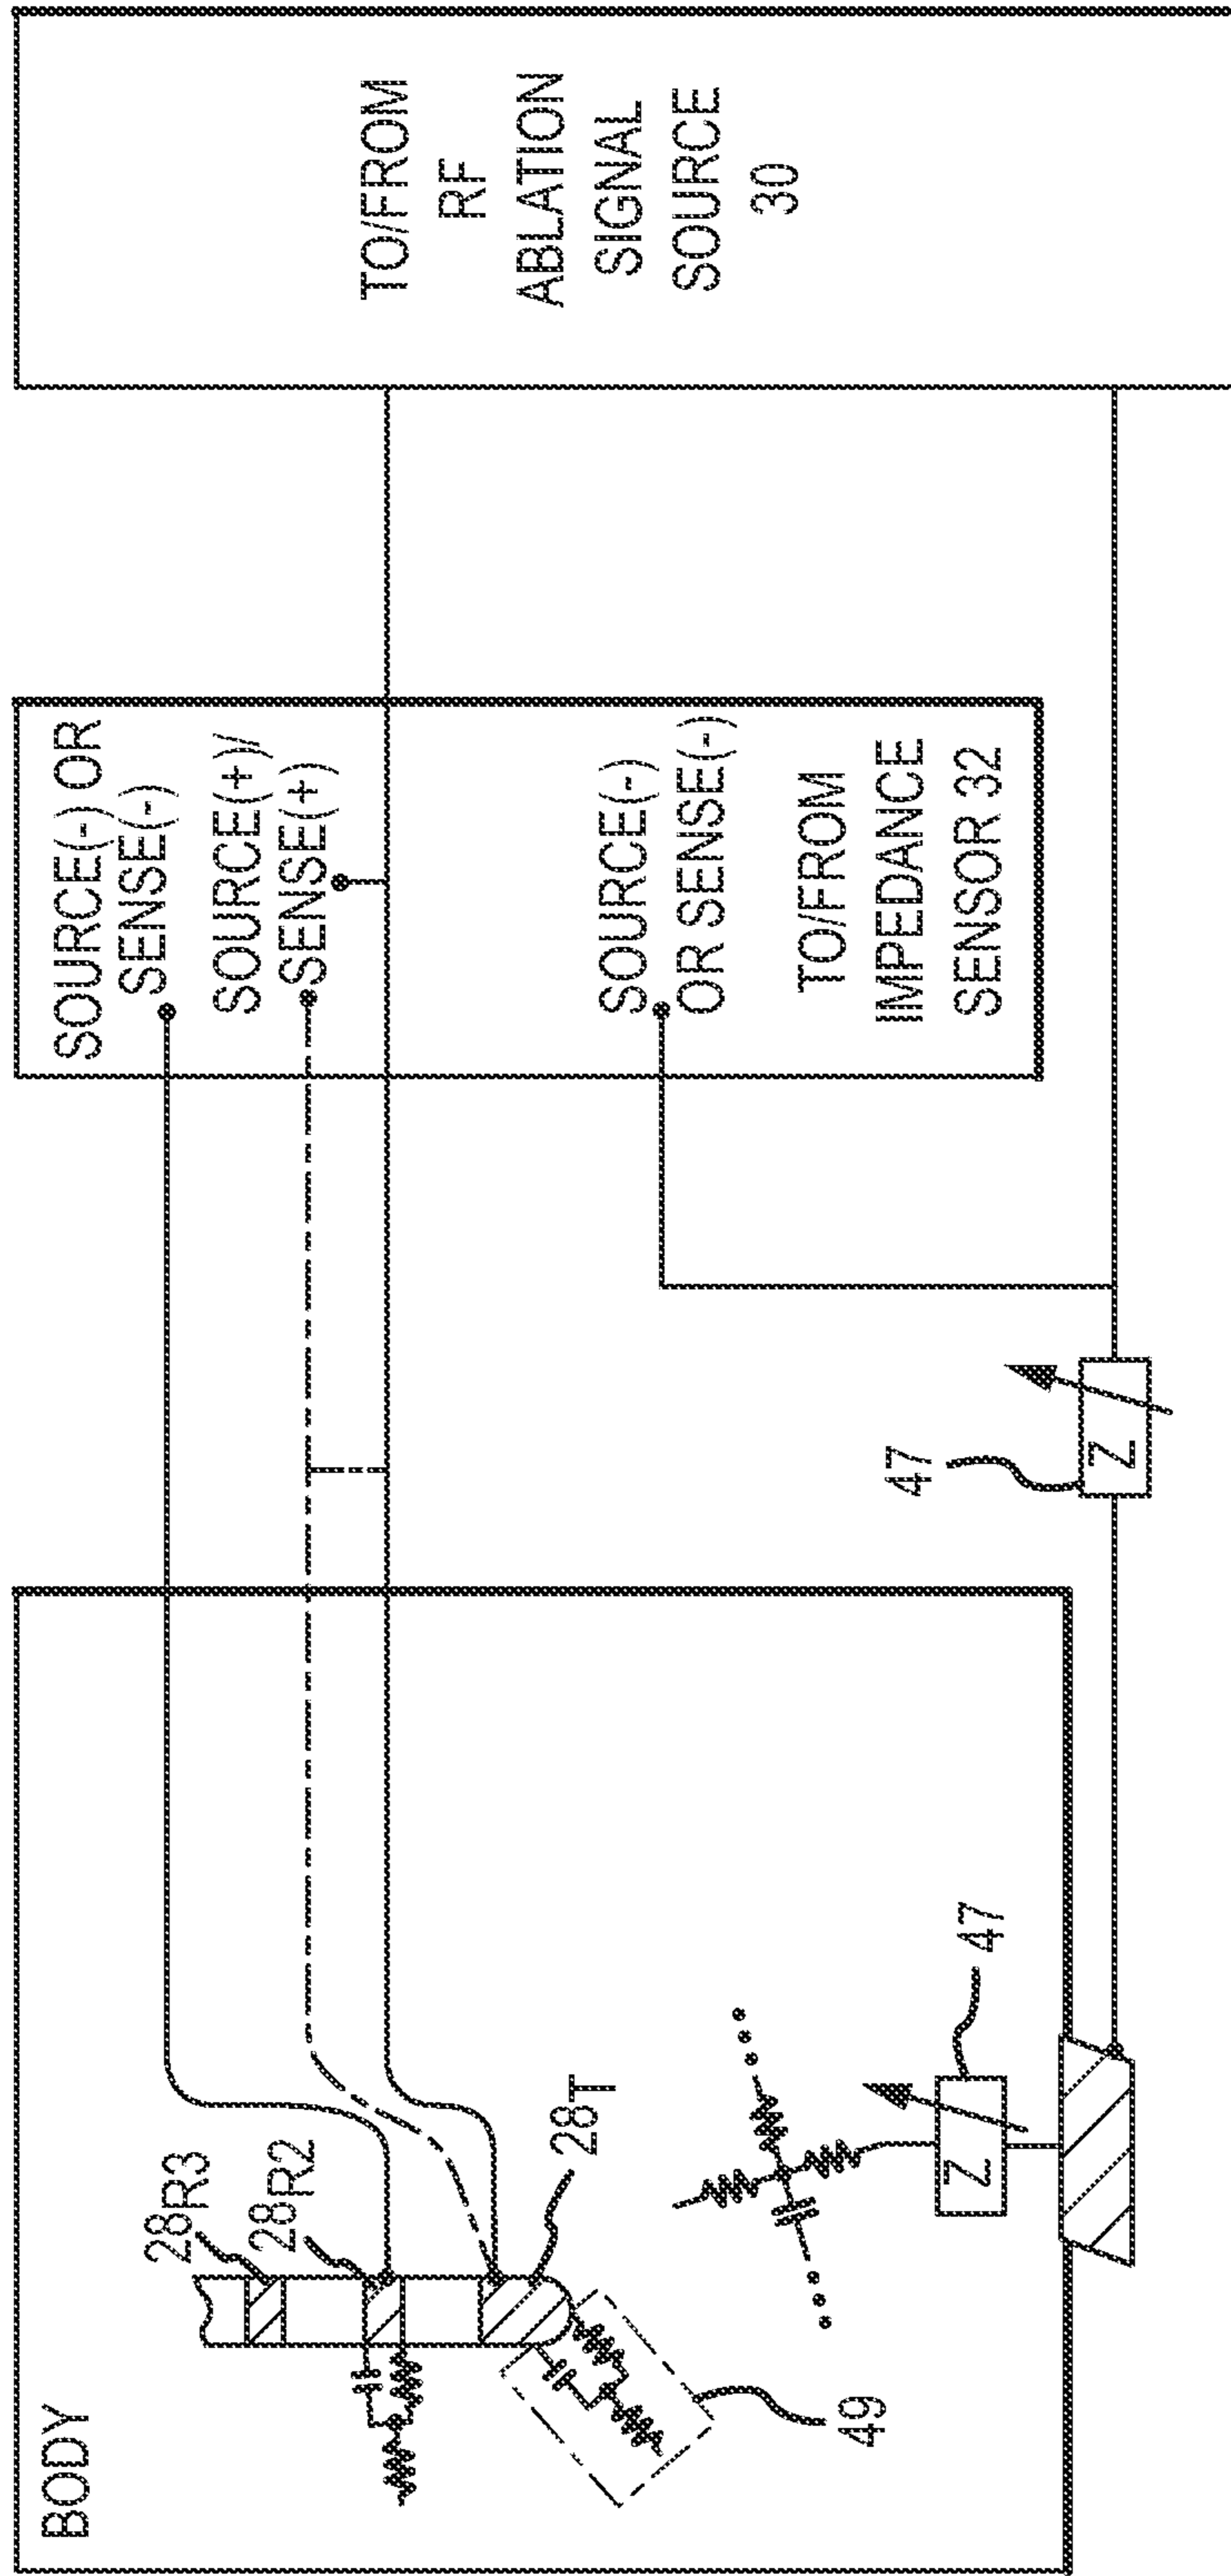 BODY
28R3
28R2
28T
49
47
Z
47
Z
SOURCE(-) OR
SENSE(-)
SOURCE(+)/
SENSE(+)
SOURCE(-)
OR SENSE(-)
TO/FROM
IMPEDANCE
SENSOR 32
TO/FROM
RF
ABLATION
SIGNAL
SOURCE
30